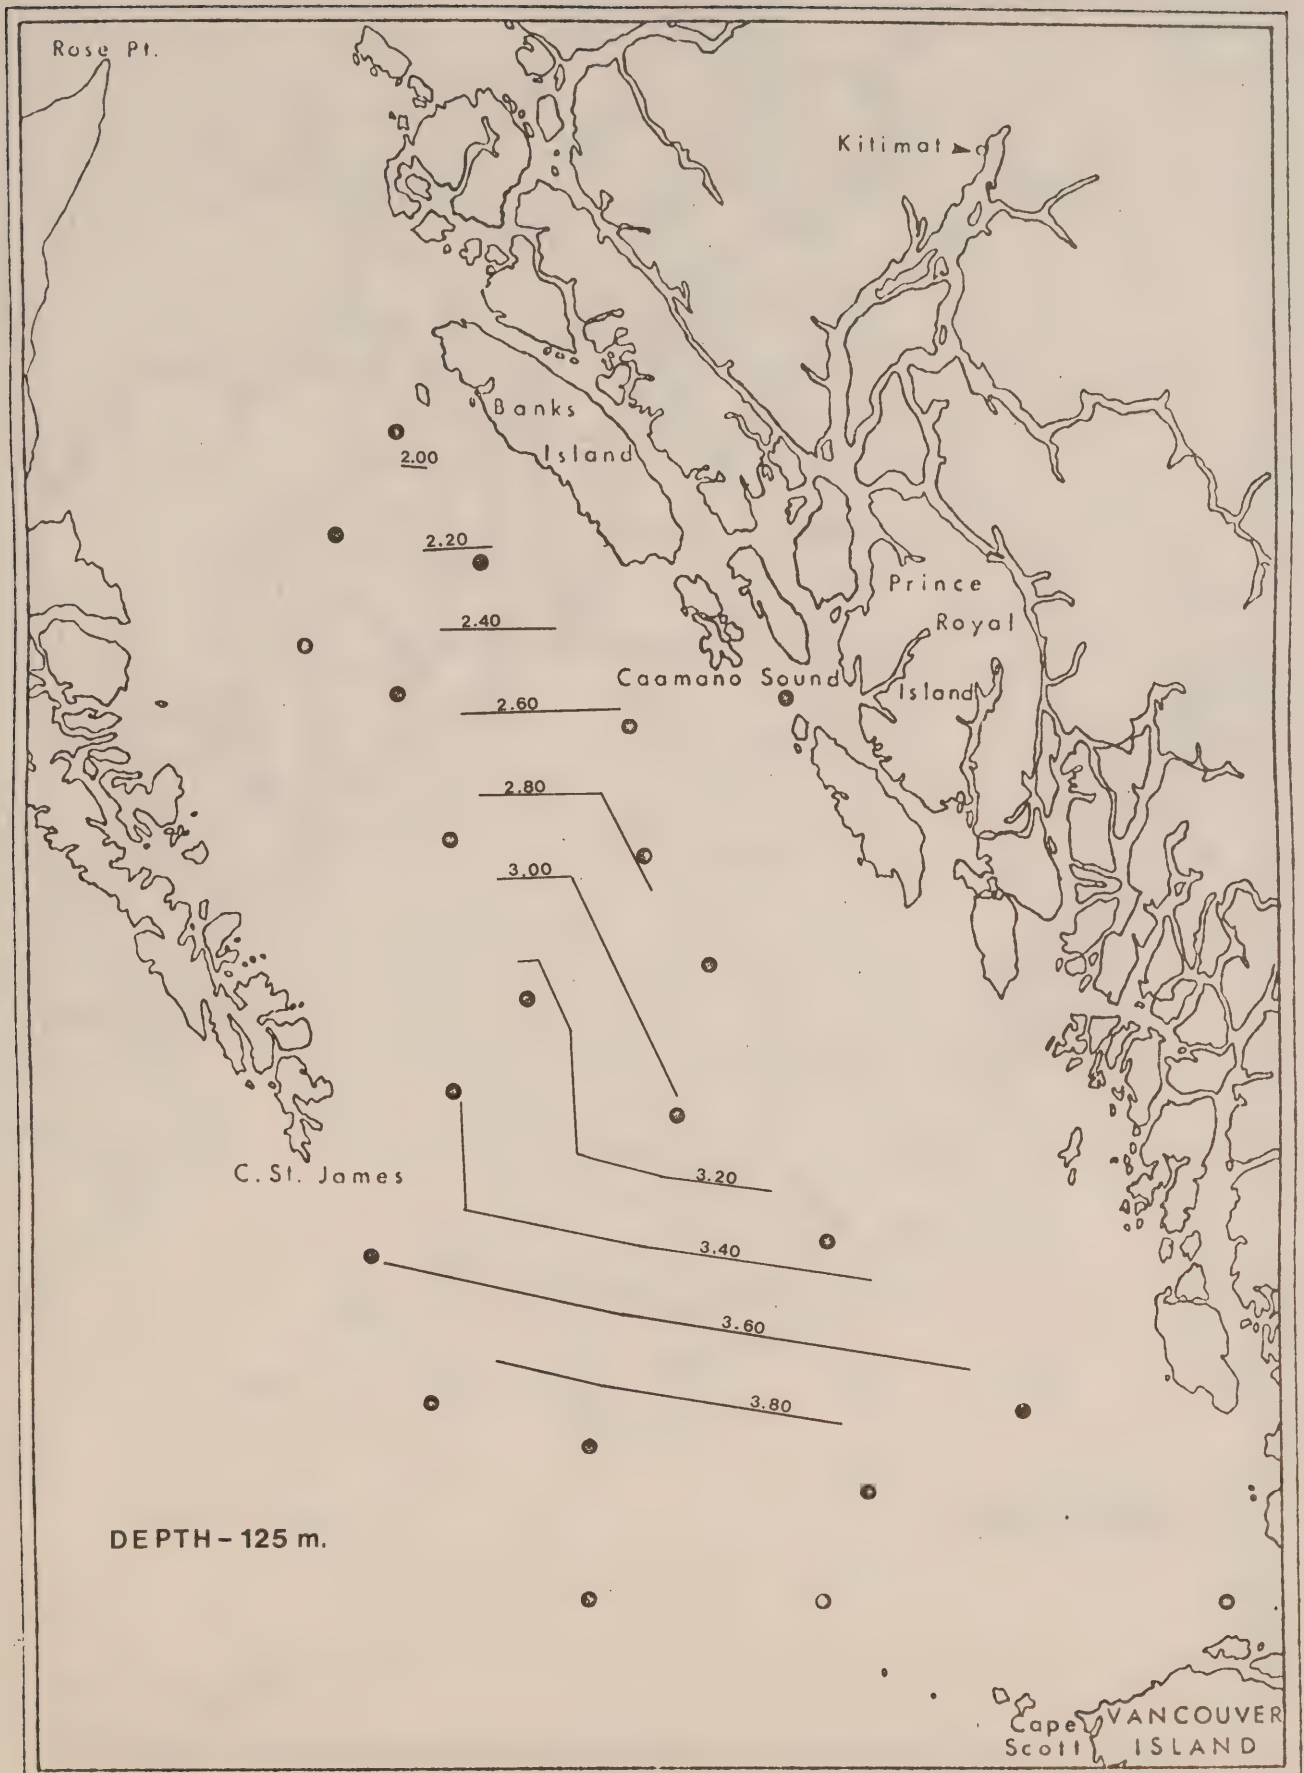 Rose Pt.
Kitimat
Banks
Island
2.00
2.20
Prince
2.40
Royal
Caamano Sound
Island
2.60
2.80
3.00
C. St. James
3.20
3.40
3.60
3.80
DEPTH – 125 m.
Cape
Scott
VANCOUVER
ISLAND